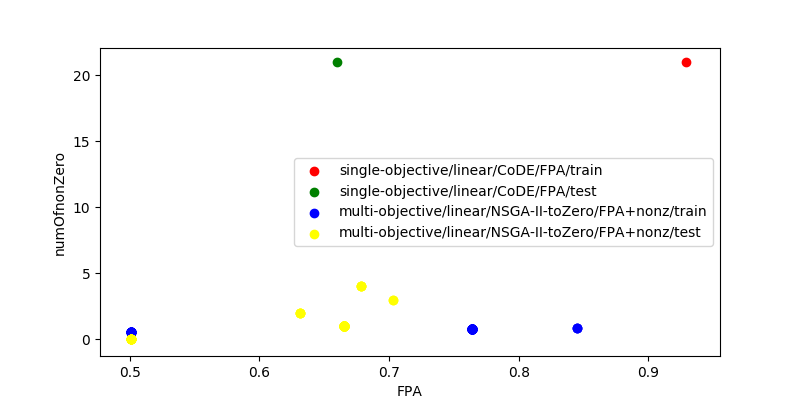 20
15
10
5
0
numOfnonZero
single-objective/linear/CoDE/FPA/train
single-objective/linear/CoDE/FPA/test
multi-objective/linear/NSGA-II-toZero/FPA+nonz/train
multi-objective/linear/NSGA-II-toZero/FPA+nonz/test
0.5 0.6 0.7 0.8 0.9
FPA